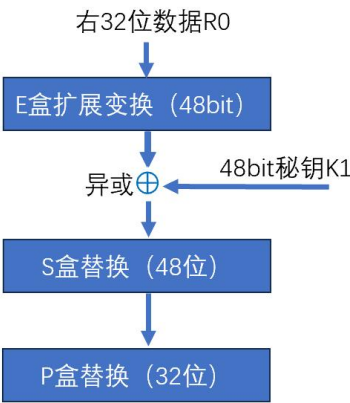 右32位数据R0
E盒扩展变换（48bit）
异或
48bit秘钥K1
S盒替换（48位）
P盒替换（32位）